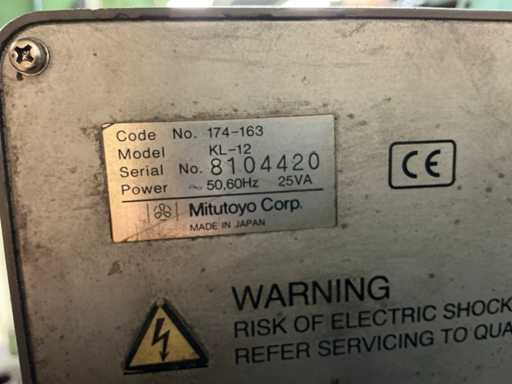 Code No. 174-163
Model KL-12
Serial No. 8104420
Power ~ 50,60Hz 25VA
Mitutoyo Corp.
MADE IN JAPAN
CE
WARNING
RISK OF ELECTRIC SHOCK
REFER SERVICING TO QUA